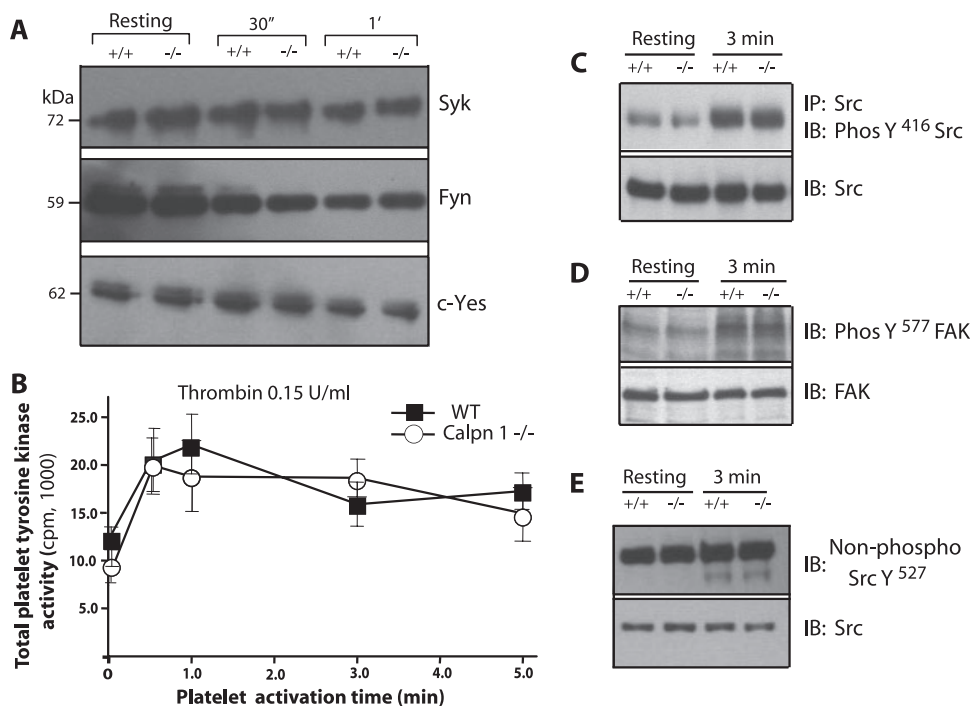 A
Resting 30″ 1′
+/+ -/- +/+ -/- +/+ -/-
kDa
72
Syk
59
Fyn
62
c-Yes
B
Thrombin 0.15 U/ml
WT
Calpn 1 -/-
Total platelet tyrosine kinase
activity (cpm, 1000)
25.0
20.0
15.0
10.0
5.0
0 1.0 2.0 3.0 4.0 5.0
Platelet activation time (min)
C
Resting 3 min
+/+ -/- +/+ -/-
IP: Src
IB: Phos Y 416 Src
IB: Src
D
Resting 3 min
+/+ -/- +/+ -/-
IB: Phos Y 577 FAK
IB: FAK
E
Resting 3 min
+/+ -/- +/+ -/-
IB: Non-phospho
Src Y 527
IB: Src